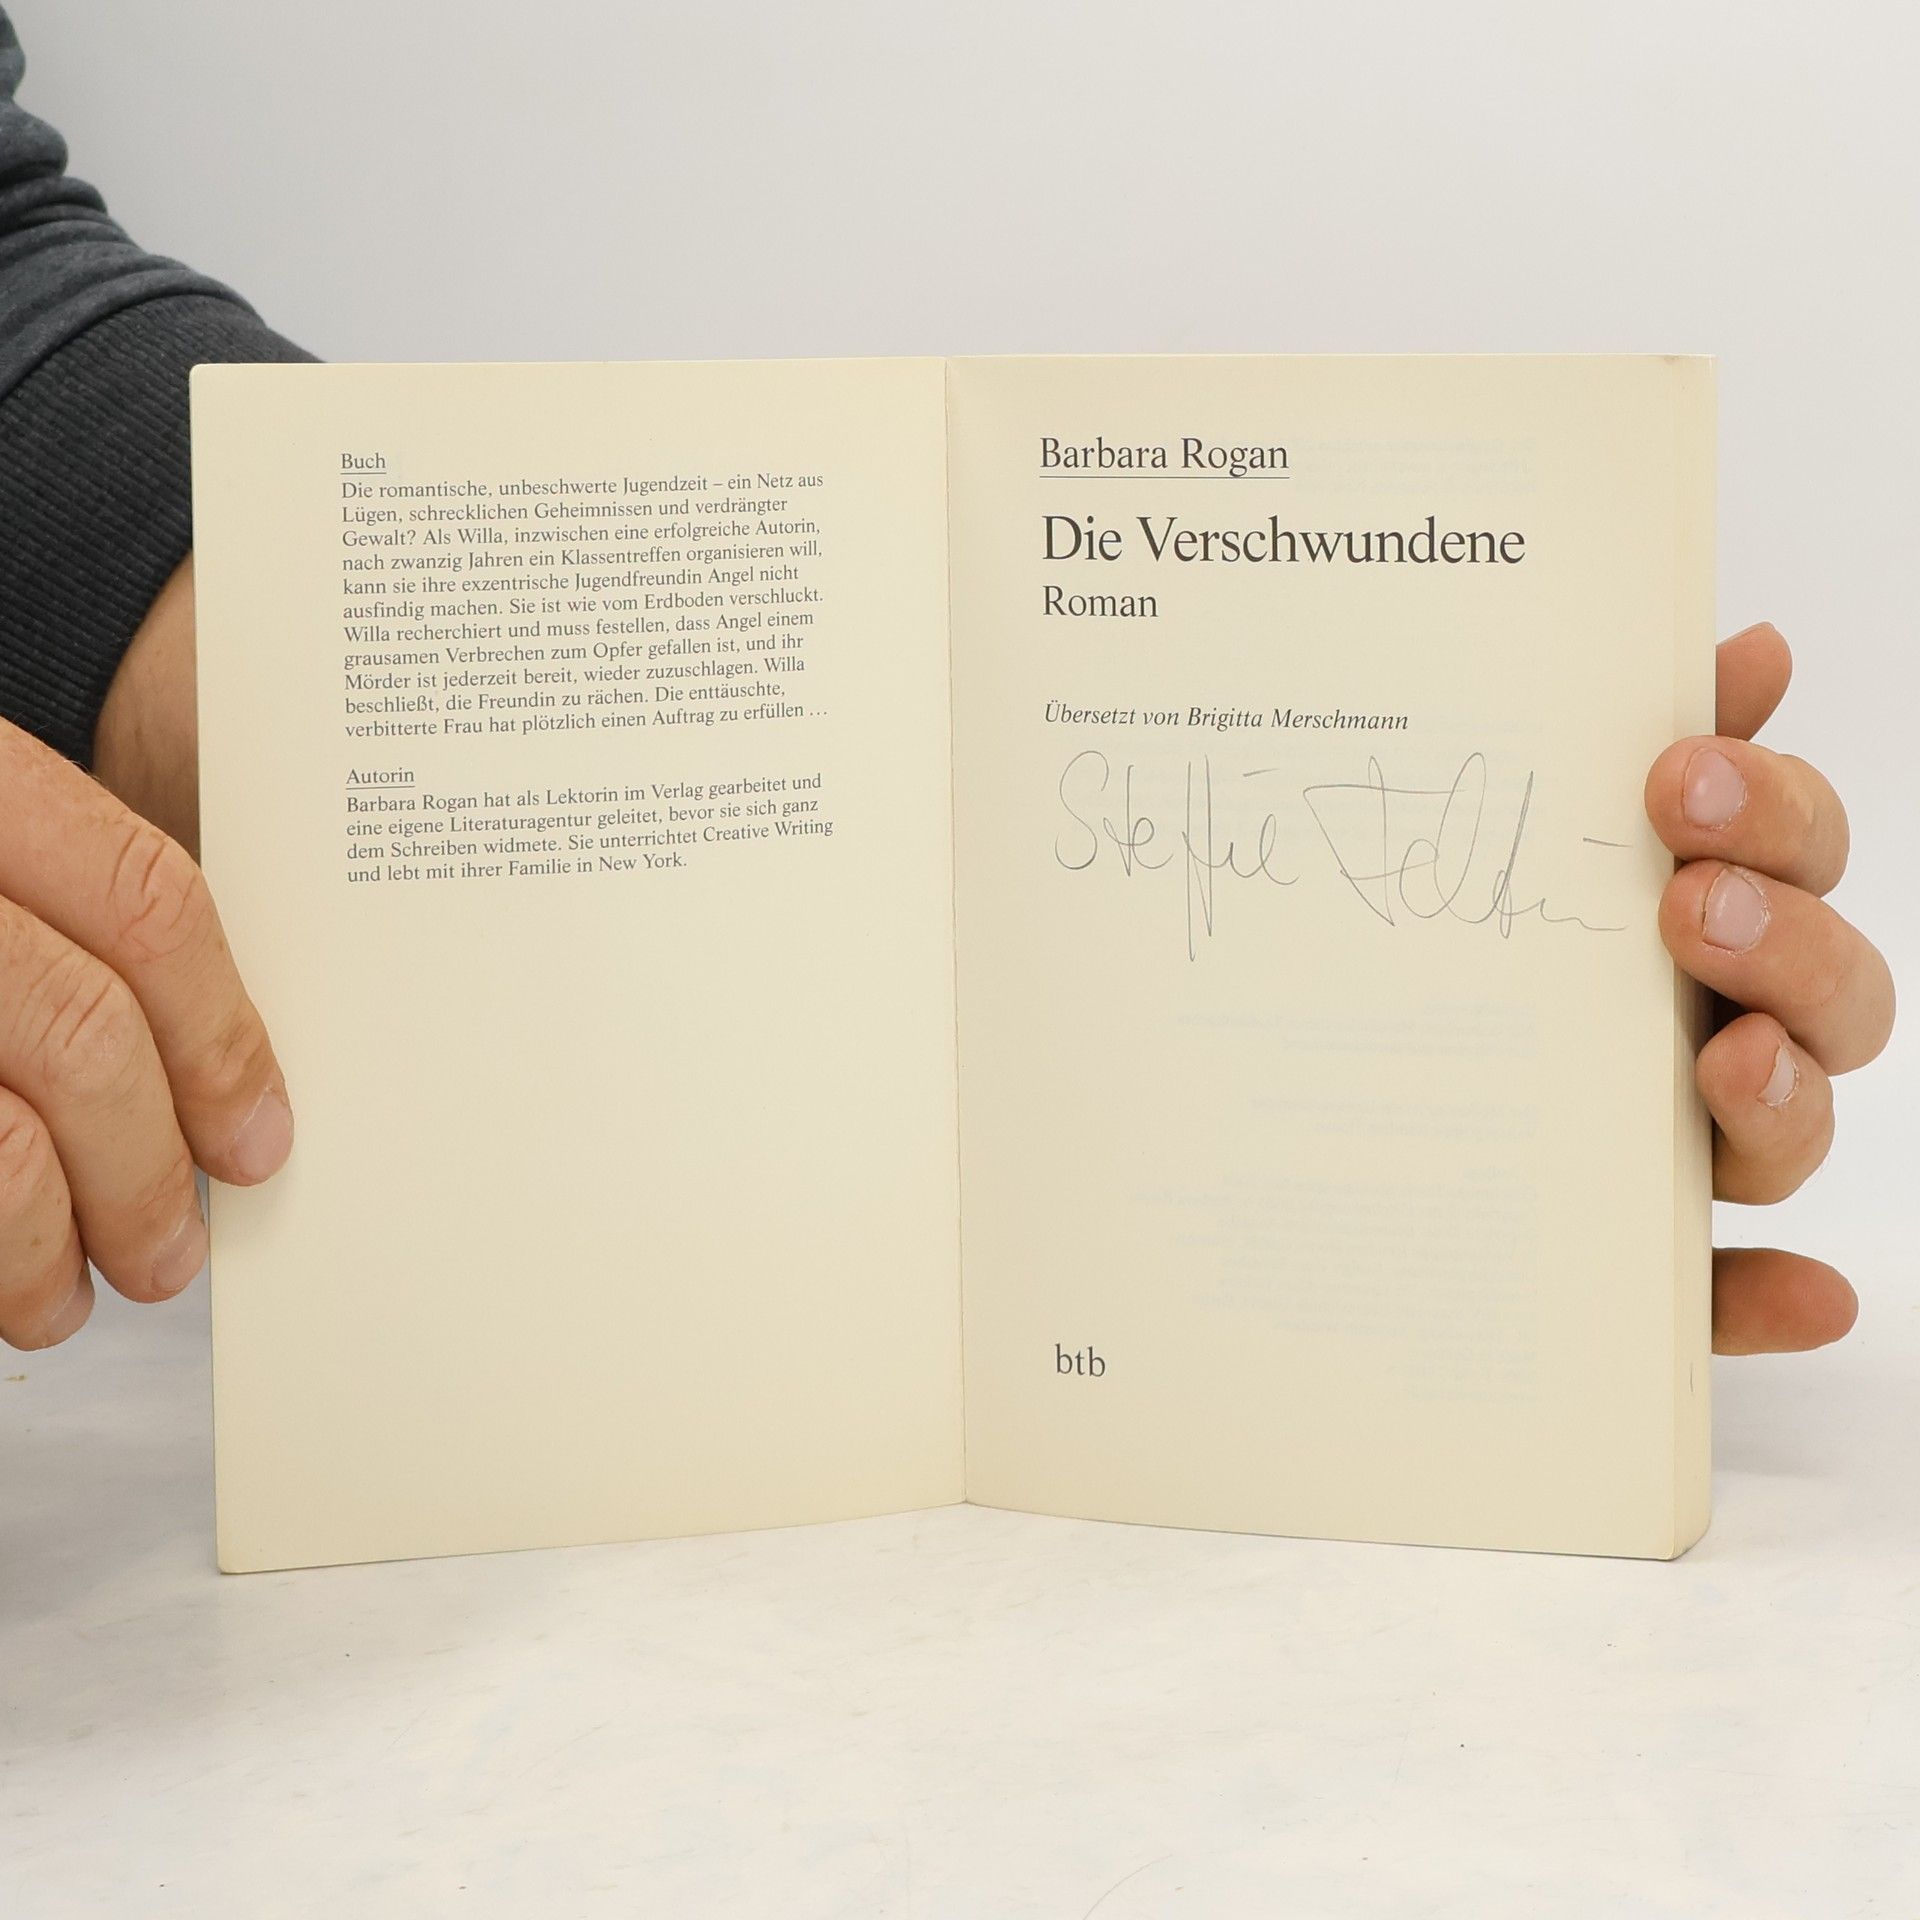 Buch
Die romantische, unbeschwerte Jugendzeit – ein Netz aus
Lügen, schrecklichen Geheimnissen und verdrängter
Gewalt? Als Willa, inzwischen eine erfolgreiche Autorin,
nach zwanzig Jahren ein Klassentreffen organisieren will,
kann sie ihre exzentrische Jugendfreundin Angel nicht
ausfindig machen. Sie ist wie vom Erdboden verschluckt.
Willa recherchiert und muss festellen, dass Angel einem
grausamen Verbrechen zum Opfer gefallen ist, und ihr
Mörder ist jederzeit bereit, wieder zuzuschlagen. Willa
beschließt, die Freundin zu rächen. Die enttäuschte,
verbitterte Frau hat plötzlich einen Auftrag zu erfüllen …
Autorin
Barbara Rogan hat als Lektorin im Verlag gearbeitet und
eine eigene Literaturagentur geleitet, bevor sie sich ganz
dem Schreiben widmete. Sie unterrichtet Creative Writing
und lebt mit ihrer Familie in New York.
Barbara Rogan
Die Verschwundene
Roman
Übersetzt von Brigitta Merschmann
Steffie
btb